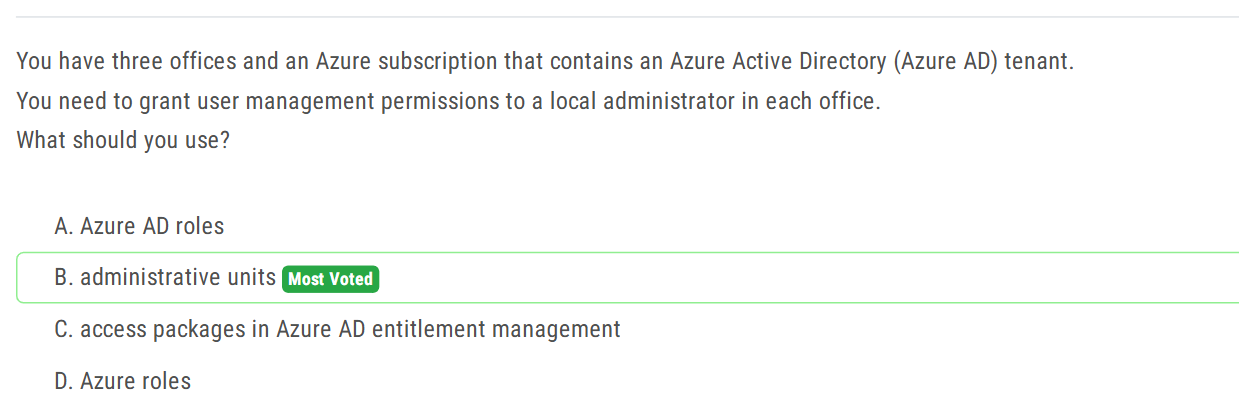 You have three offices and an Azure subscription that contains an Azure Active Directory (Azure AD) tenant.
You need to grant user management permissions to a local administrator in each office.
What should you use?
A. Azure AD roles
B. administrative units Most Voted
C. access packages in Azure AD entitlement management
D. Azure roles